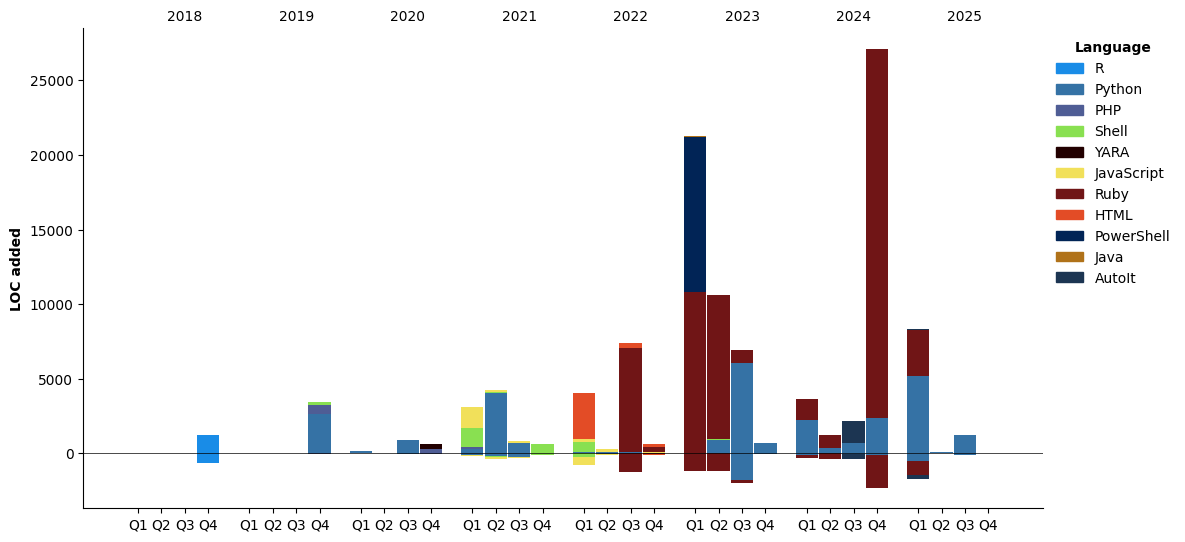 2018 2019 2020 2021 2022 2023 2024 2025
Language
R
Python
PHP
Shell
YARA
JavaScript
Ruby
HTML
PowerShell
Java
AutoIt
LOC added
25000
20000
15000
10000
5000
0
Q1 Q2 Q3 Q4 Q1 Q2 Q3 Q4 Q1 Q2 Q3 Q4 Q1 Q2 Q3 Q4 Q1 Q2 Q3 Q4 Q1 Q2 Q3 Q4 Q1 Q2 Q3 Q4 Q1 Q2 Q3 Q4